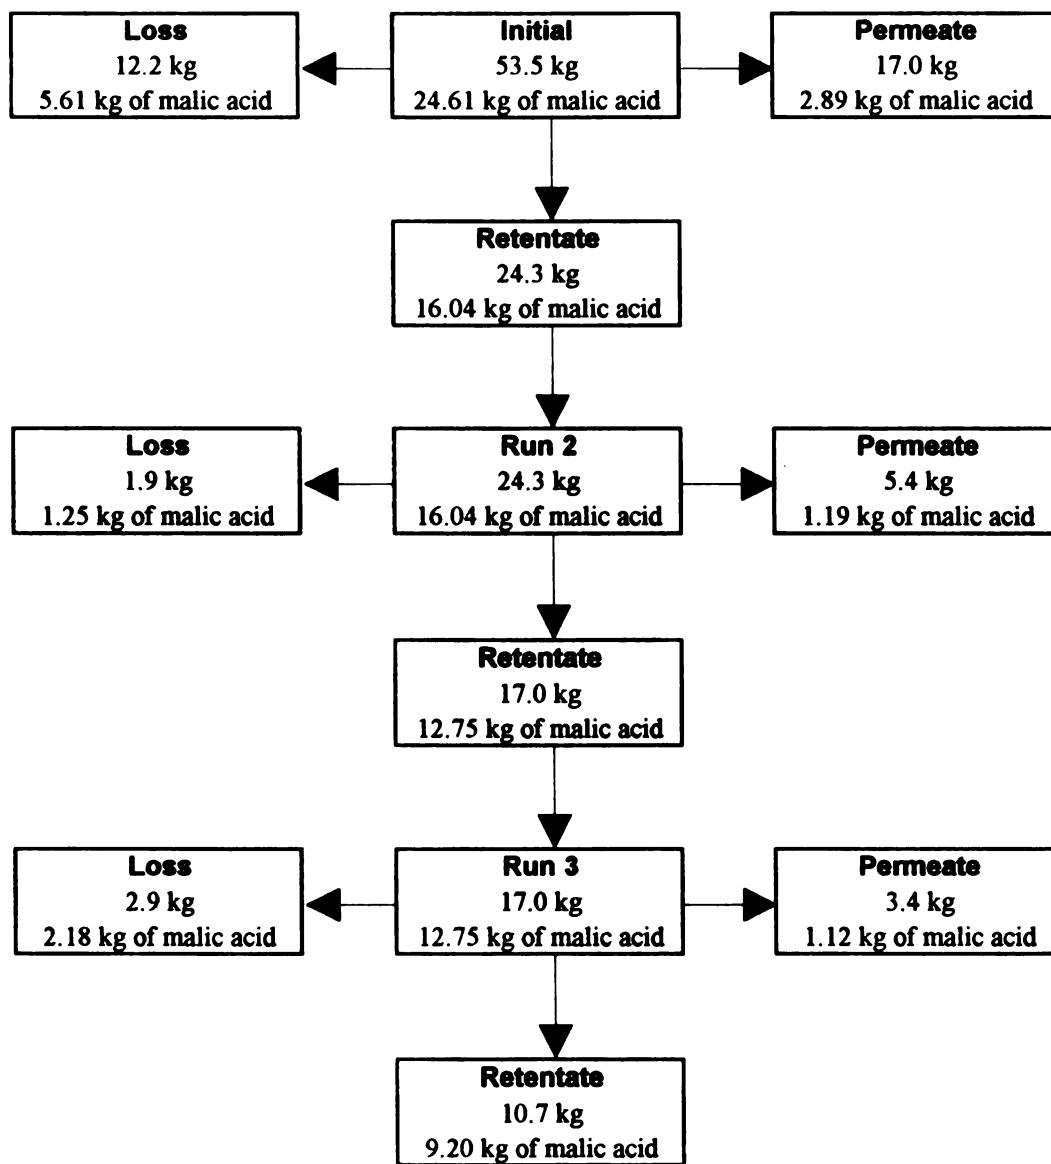 Loss
12.2 kg
5.61 kg of malic acid
Initial
53.5 kg
24.61 kg of malic acid
Permeate
17.0 kg
2.89 kg of malic acid
Retentate
24.3 kg
16.04 kg of malic acid
Loss
1.9 kg
1.25 kg of malic acid
Run 2
24.3 kg
16.04 kg of malic acid
Permeate
5.4 kg
1.19 kg of malic acid
Retentate
17.0 kg
12.75 kg of malic acid
Loss
2.9 kg
2.18 kg of malic acid
Run 3
17.0 kg
12.75 kg of malic acid
Permeate
3.4 kg
1.12 kg of malic acid
Retentate
10.7 kg
9.20 kg of malic acid